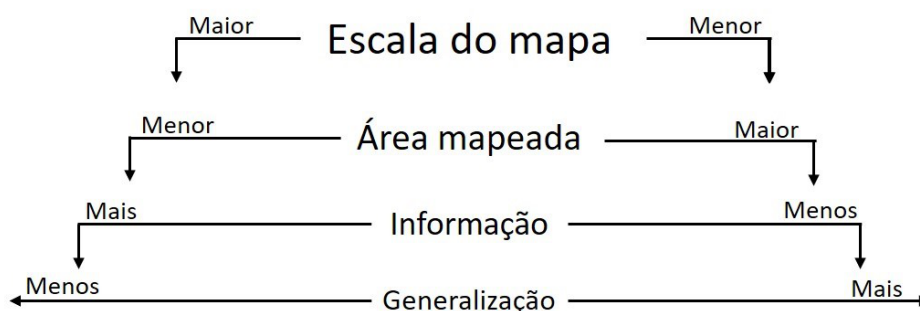 Maior Escala do mapa Menor
Menor Área mapeada Maior
Mais Informação Menos
Menos Generalização Mais